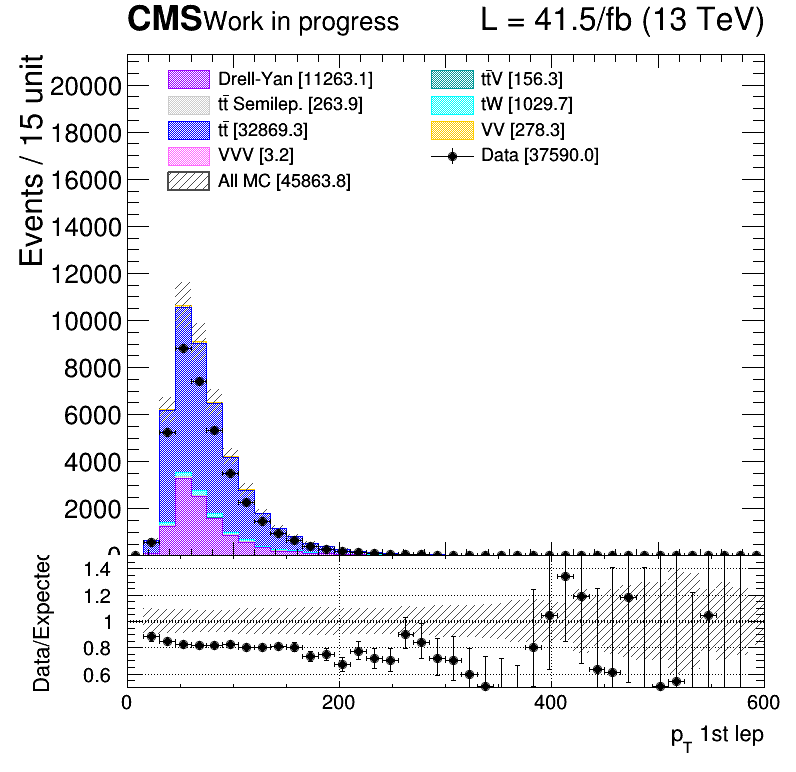 CMS Work in progress L = 41.5/fb (13 TeV)
Events / 15 unit
20000
18000
16000
14000
12000
10000
8000
6000
4000
2000
0
Drell-Yan [11263.1]
tt̄ Semilep. [263.9]
tt̄ [32869.3]
VVV [3.2]
All MC [45863.8]
tt̄V [156.3]
tW [1029.7]
VV [278.3]
Data [37590.0]
Data/Expected
1.4
1.2
1
0.8
0.6
0 200 400 600
p_T 1st lep